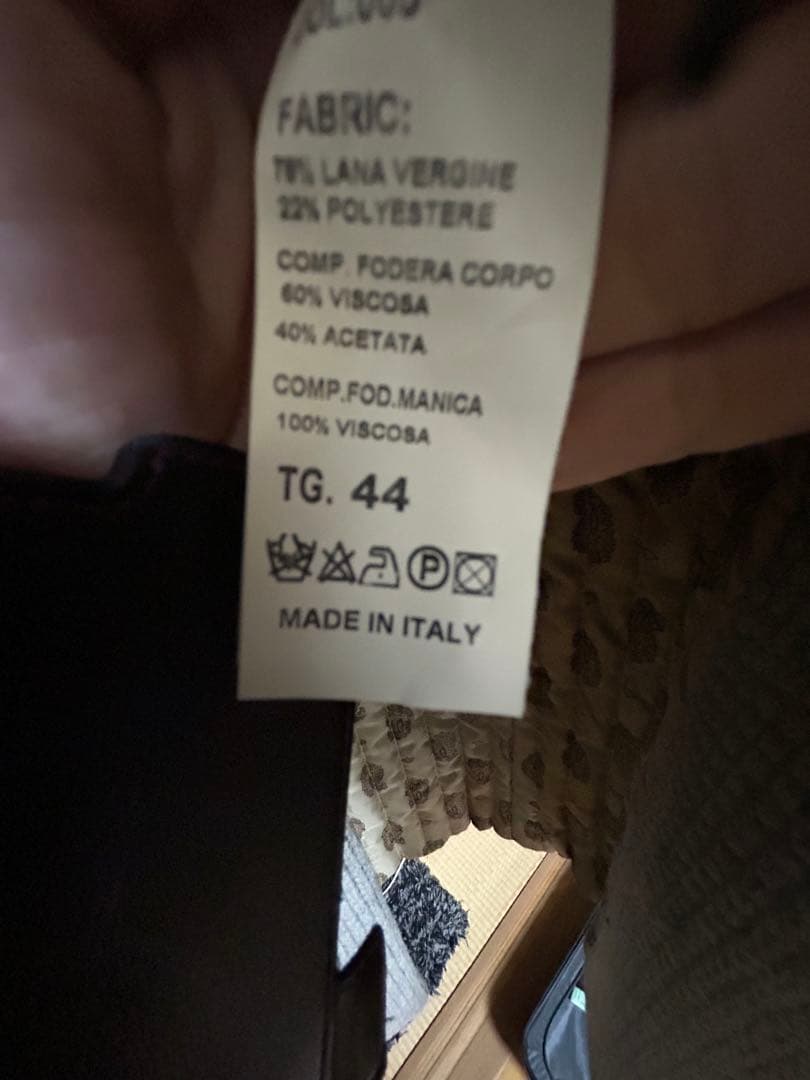 FABRIC:
78% LANA VERGINE
22% POLYESTERE
COMP. FODERA CORPO
60% VISCOSA
40% ACETATA
COMP.FOD.MANICA
100% VISCOSA
TG. 44
P
MADE IN ITALY